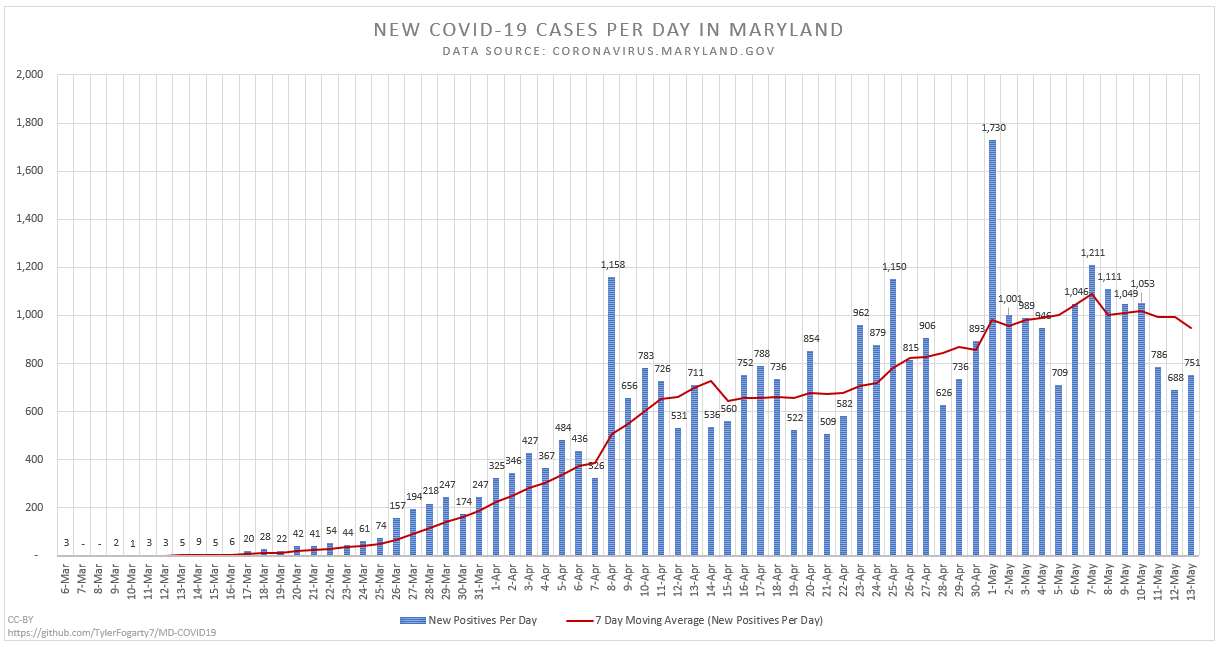 NEW COVID-19 CASES PER DAY IN MARYLAND
DATA SOURCE: CORONAVIRUS.MARYLAND.GOV
2,000
1,800
1,600
1,400
1,200
1,000
800
600
400
200
-
3 - - 2 1 3 3 5 9 5 6 20 28 22 42 41 54 44 61 74 157 194 218 247 174 247 325 346 427 367 484 436 326 1,158 656 783 726 531 711 536 560 752 788 736 522 854 509 582 962 879 1,150 815 906 626 736 893 1,730 1,001 989 946 709 1,046 1,211 1,111 1,049 1,053 786 688 751
6-Mar 7-Mar 8-Mar 9-Mar 10-Mar 11-Mar 12-Mar 13-Mar 14-Mar 15-Mar 16-Mar 17-Mar 18-Mar 19-Mar 20-Mar 21-Mar 22-Mar 23-Mar 24-Mar 25-Mar 26-Mar 27-Mar 28-Mar 29-Mar 30-Mar 31-Mar 1-Apr 2-Apr 3-Apr 4-Apr 5-Apr 6-Apr 7-Apr 8-Apr 9-Apr 10-Apr 11-Apr 12-Apr 13-Apr 14-Apr 15-Apr 16-Apr 17-Apr 18-Apr 19-Apr 20-Apr 21-Apr 22-Apr 23-Apr 24-Apr 25-Apr 26-Apr 27-Apr 28-Apr 29-Apr 30-Apr 1-May 2-May 3-May 4-May 5-May 6-May 7-May 8-May 9-May 10-May 11-May 12-May 13-May
New Positives Per Day 7 Day Moving Average (New Positives Per Day)
CC-BY
https://github.com/TylerFogarty7/MD-COVID19